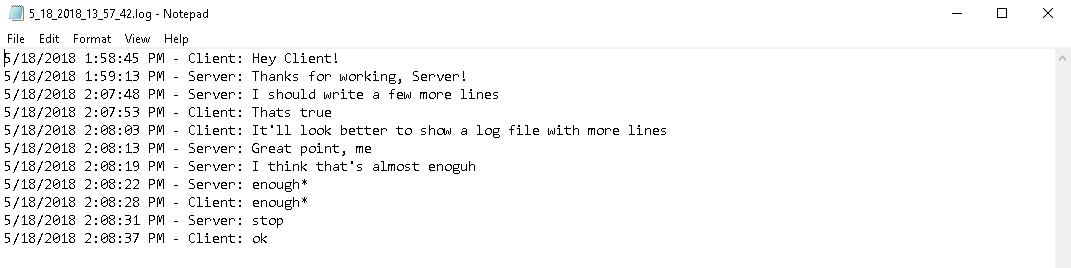 5_18_2018_13_57_42.log - Notepad
File Edit Format View Help
5/18/2018 1:58:45 PM - Client: Hey Client!
5/18/2018 1:59:13 PM - Server: Thanks for working, Server!
5/18/2018 2:07:48 PM - Server: I should write a few more lines
5/18/2018 2:07:53 PM - Client: Thats true
5/18/2018 2:08:03 PM - Client: It'll look better to show a log file with more lines
5/18/2018 2:08:13 PM - Server: Great point, me
5/18/2018 2:08:19 PM - Server: I think that's almost enoguh
5/18/2018 2:08:22 PM - Server: enough*
5/18/2018 2:08:28 PM - Client: enough*
5/18/2018 2:08:31 PM - Server: stop
5/18/2018 2:08:37 PM - Client: ok